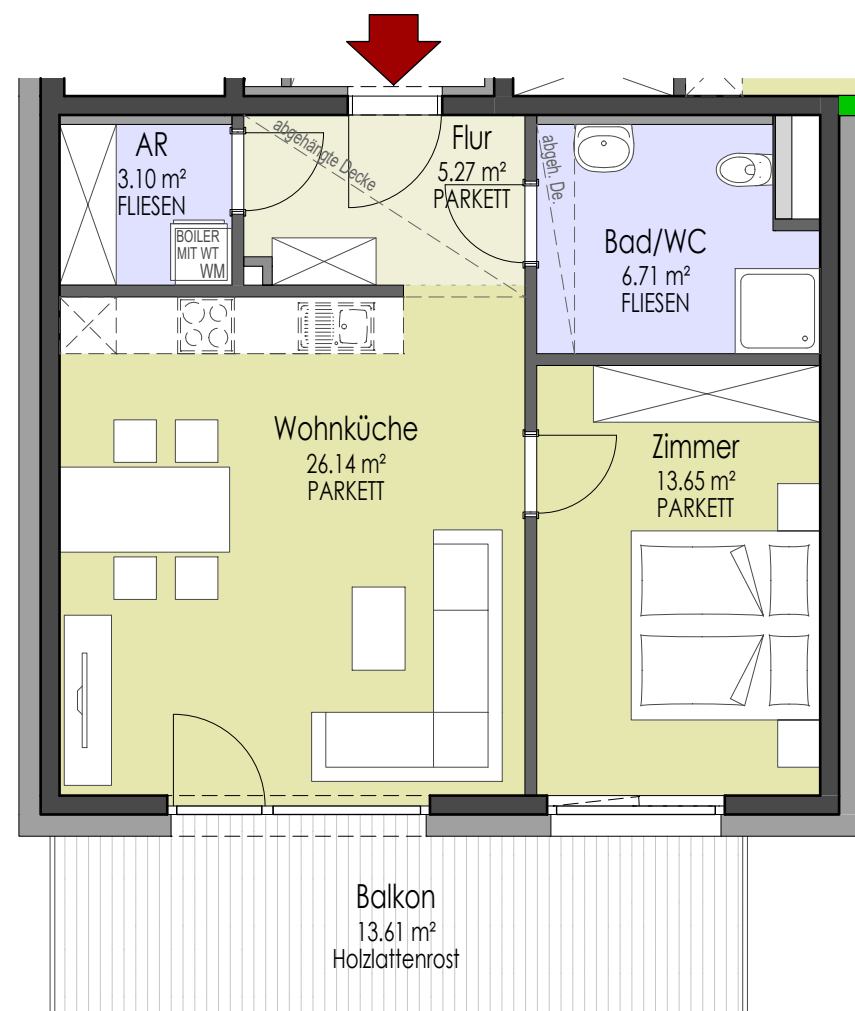 AR
3.10 m²
FLIESEN
BOILER
MIT WT
WM
abgehängte Decke
Flur
5.27 m²
PARKETT
abgeh. De.
Bad/WC
6.71 m²
FLIESEN
Wohnküche
26.14 m²
PARKETT
Zimmer
13.65 m²
PARKETT
Balkon
13.61 m²
Holzlattenrost